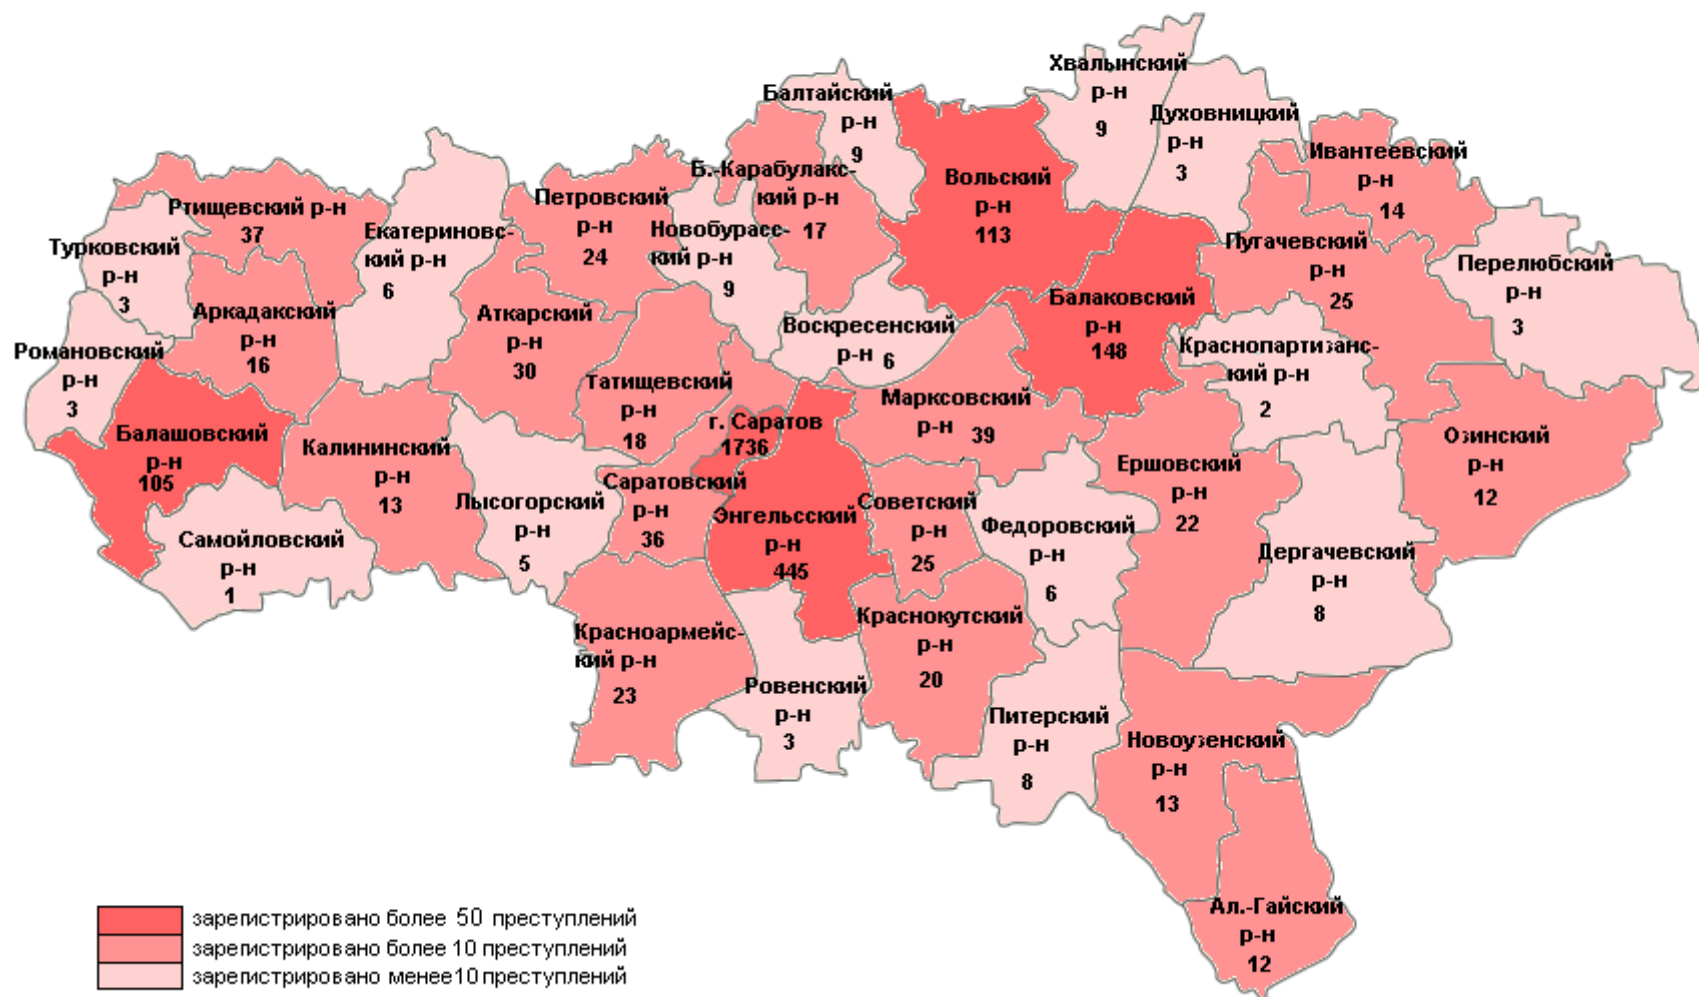 Хвалынский
р-н
9
Балтайский
р-н
9
Духовницкий
р-н
3
Ивантеевский
р-н
14
Б.-Карабулакс-
кий р-н
17
Вольский
р-н
113
Петровский
р-н
24
Ртищевский р-н
37
Екатериновс-
кий р-н
6
Новобурасс-
кий р-н
9
Турковский
р-н
3
Пугачевский
р-н
25
Перелюбский
р-н
3
Аркадакский
р-н
16
Аткарский
р-н
30
Балаковский
р-н
148
Воскресенский
р-н 6
Краснопартизанс-
кий р-н
2
Романовский
р-н
3
Татищевский
р-н
18
Марксовский
р-н 39
г. Саратов
1736
Балашовский
р-н
105
Калининский
р-н
13
Озинский
р-н
12
Ершовский
р-н
22
Лысогорский
р-н
5
Саратовский
р-н
36
Энгельсский
р-н
445
Советский
р-н
25
Федоровский
р-н
6
Самойловский
р-н
1
Дергачевский
р-н
8
Красноармейс-
кий р-н
23
Краснокутский
р-н
20
Ровенский
р-н
3
Питерский
р-н
8
Новоузенский
р-н
13
Ал.-Гайский
р-н
12
зарегистрировано более 50 преступлений
зарегистрировано более 10 преступлений
зарегистрировано менее10 преступлений